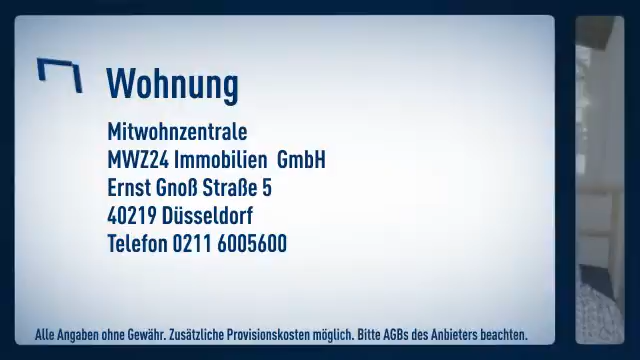 Wohnung
Mitwohnzentrale
MWZ24 Immobilien GmbH
Ernst Gnoß Straße 5
40219 Düsseldorf
Telefon 0211 6005600
Alle Angaben ohne Gewähr. Zusätzliche Provisionskosten möglich. Bitte AGBs des Anbieters beachten.